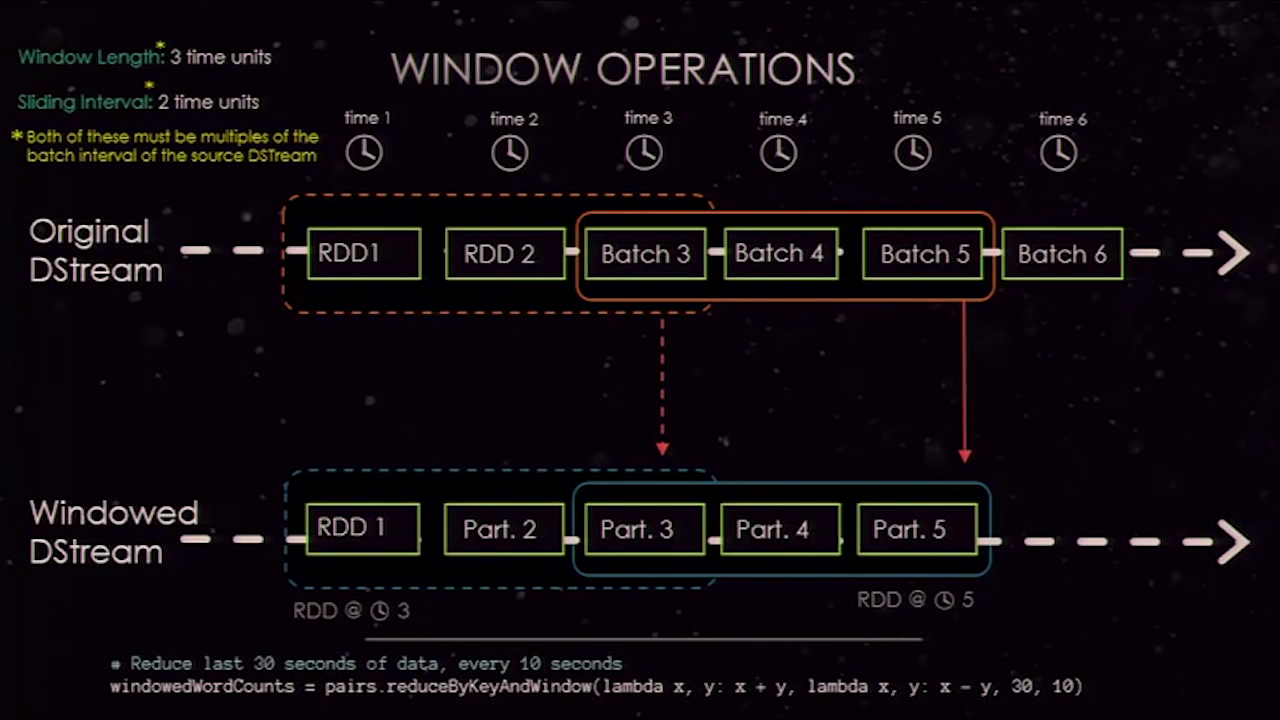 WINDOW OPERATIONS
Window Length:* 3 time units
Sliding Interval:* 2 time units
* Both of these must be multiples of the
batch interval of the source DSTream
time 1
time 2
time 3
time 4
time 5
time 6
Original
DStream
RDD1
RDD 2
Batch 3
Batch 4
Batch 5
Batch 6
Windowed
DStream
RDD 1
Part. 2
Part. 3
Part. 4
Part. 5
RDD @ 3
RDD @ 5
# Reduce last 30 seconds of data, every 10 seconds
windowedWordCounts = pairs.reduceByKeyAndWindow(lambda x, y: x + y, lambda x, y: x - y, 30, 10)